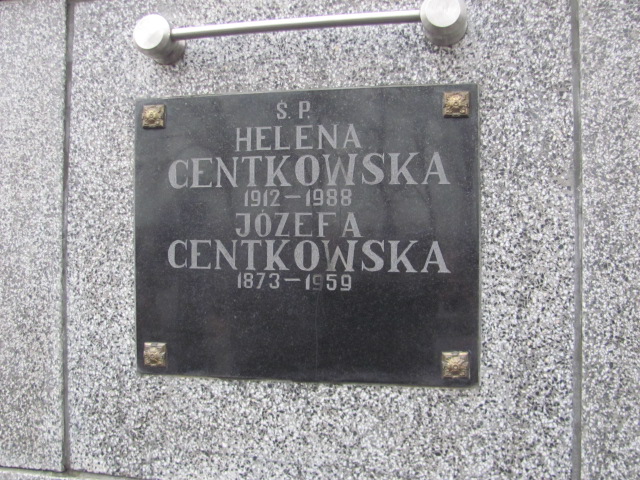 Ś. P.
HELENA
CENTKOWSKA
1912–1988
JÓZEFA
CENTKOWSKA
1873–1959